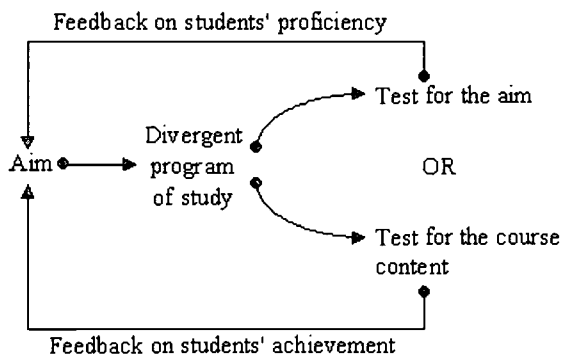 Feedback on students' proficiency
Test for the aim
Divergent
program
of study
Aim
OR
Test for the course
content
Feedback on students' achievement